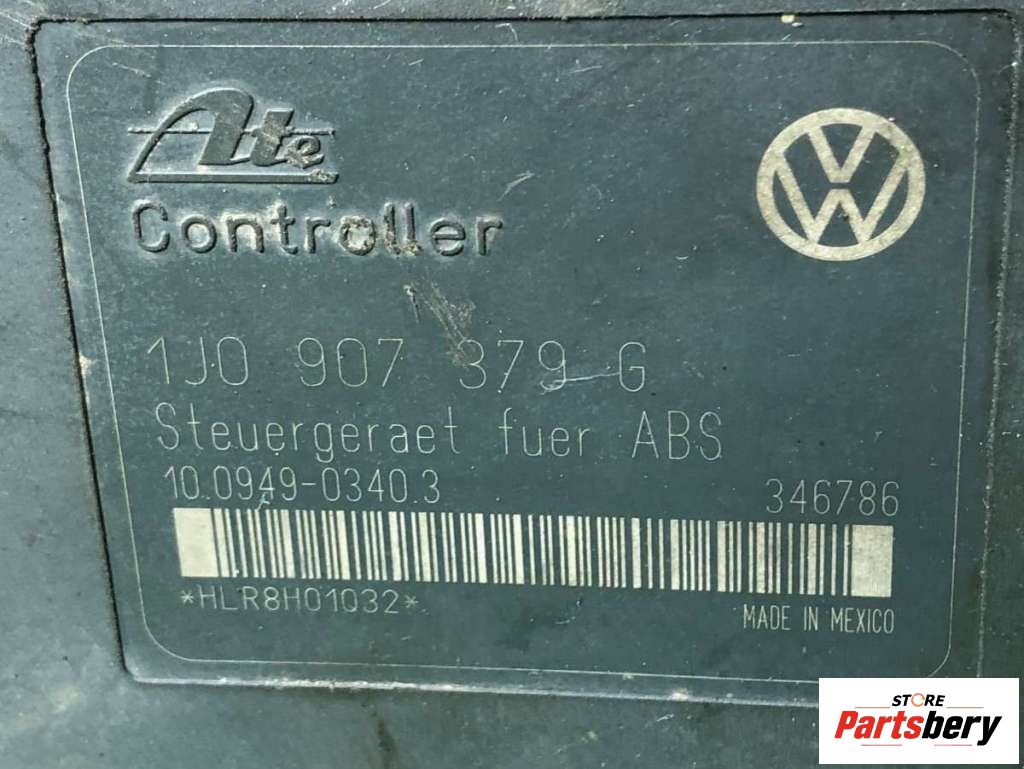 Ate
Controller
1J0 907 379 G
Steuergeraet fuer ABS
10.0949-0340.3
346786
*HLR8H01032*
MADE IN MEXICO
STORE
Partsbery